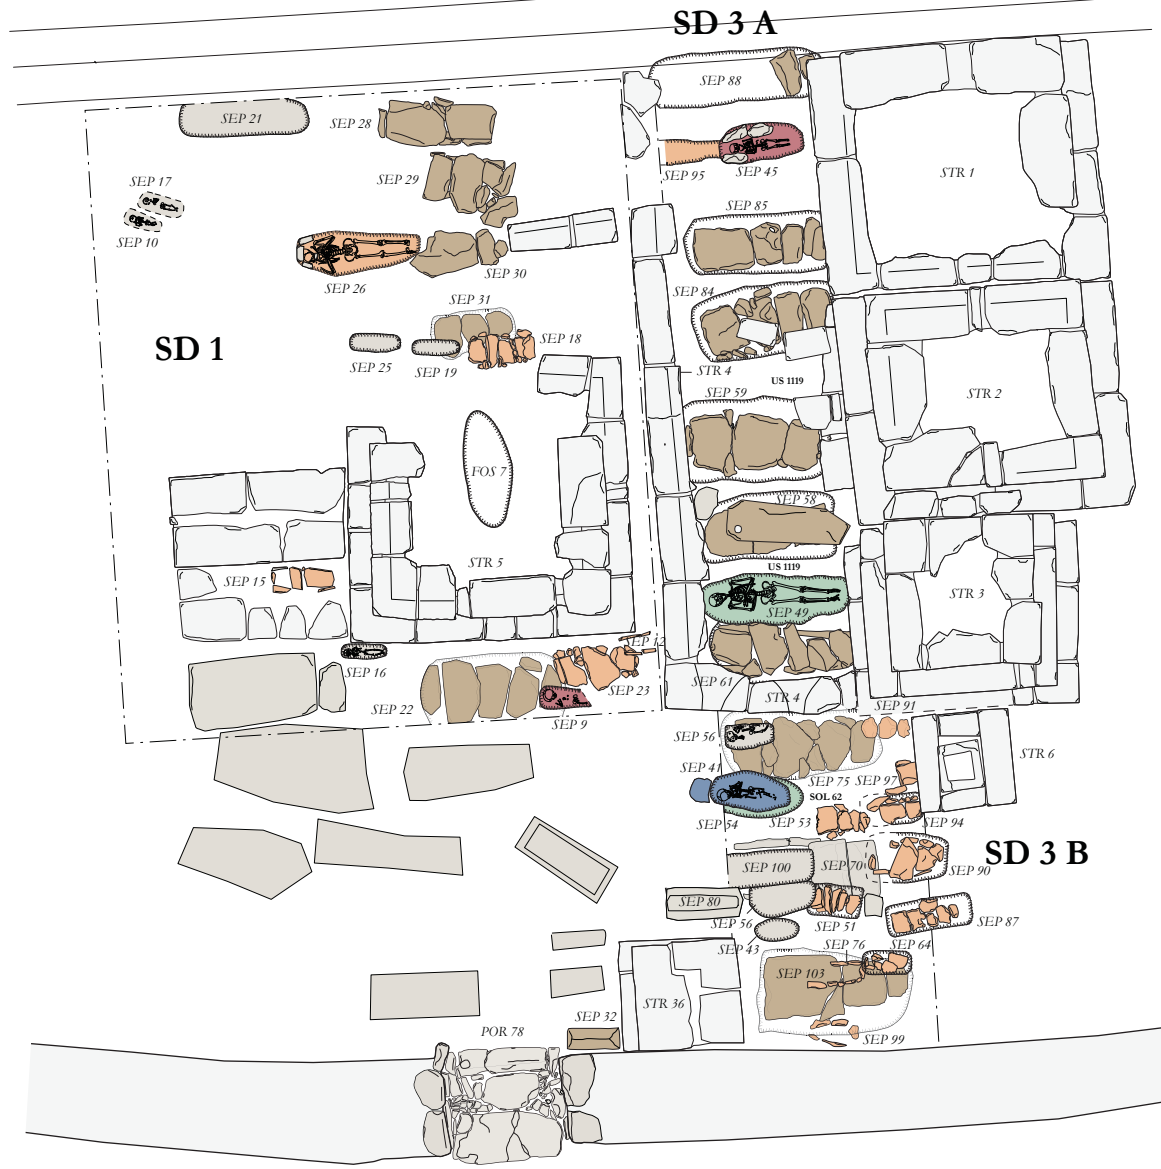 SD 3 A
SEP 88
SEP 21
SEP 28
SEP 95
SEP 45
STR 1
SEP 29
SEP 17
SEP 10
SEP 85
SEP 26
SEP 30
SEP 84
SEP 31
SD 1
SEP 18
SEP 25
SEP 19
STR 4
US 1119
SEP 59
STR 2
FOS 7
SEP 58
STR 5
US 1119
SEP 15
SEP 49
STR 3
SEP 12
SEP 16
SEP 61
SEP 23
STR 4
SEP 22
SEP 9
SEP 91
SEP 56
STR 6
SEP 41
SEP 75
SEP 97
SOL 62
SEP 54
SEP 53
SEP 94
SD 3 B
SEP 100
SEP 70
SEP 90
SEP 80
SEP 56
SEP 51
SEP 87
SEP 43
SEP 76
SEP 64
SEP 103
STR 36
SEP 32
POR 78
SEP 99